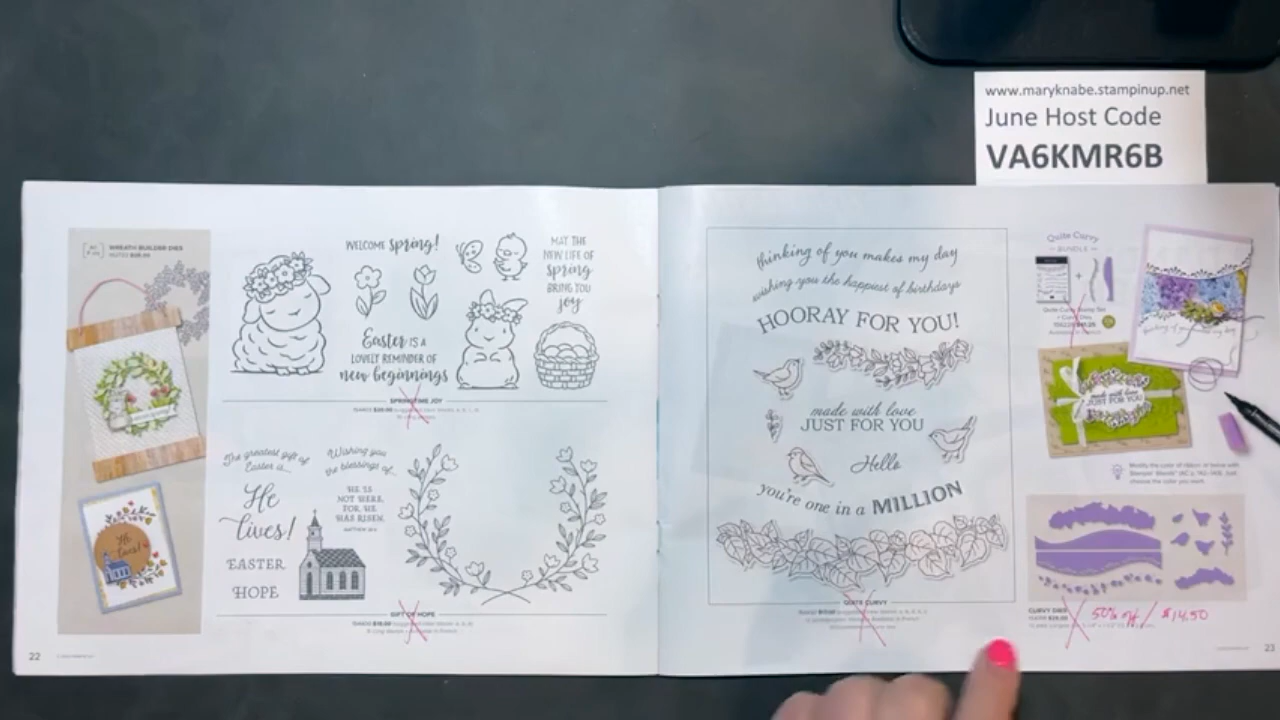 www.maryknabe.stampinup.net
June Host Code
VA6KMR6B
WREATH BUILDER DIES
WELCOME spring!
Easter IS A
LOVELY REMINDER OF
new beginnings
MAY THE
NEW LIFE OF
spring
BRING YOU
joy
SPRINGTIME JOY
The greatest gift of
Easter is...
He
lives!
EASTER
HOPE
Wishing you
the blessings of...
HE IS
NOT HERE,
FOR HE
HAS RISEN.
He
lives!
GIFT OF HOPE
22
thinking of you makes my day
wishing you the happiest of birthdays
HOORAY FOR YOU!
made with love
JUST FOR YOU
Hello
you're one in a MILLION
QUITE CURVY
Quite Curvy
BUNDLE
made with love
JUST FOR YOU
CURVY DIES
50% off / $14.50
23